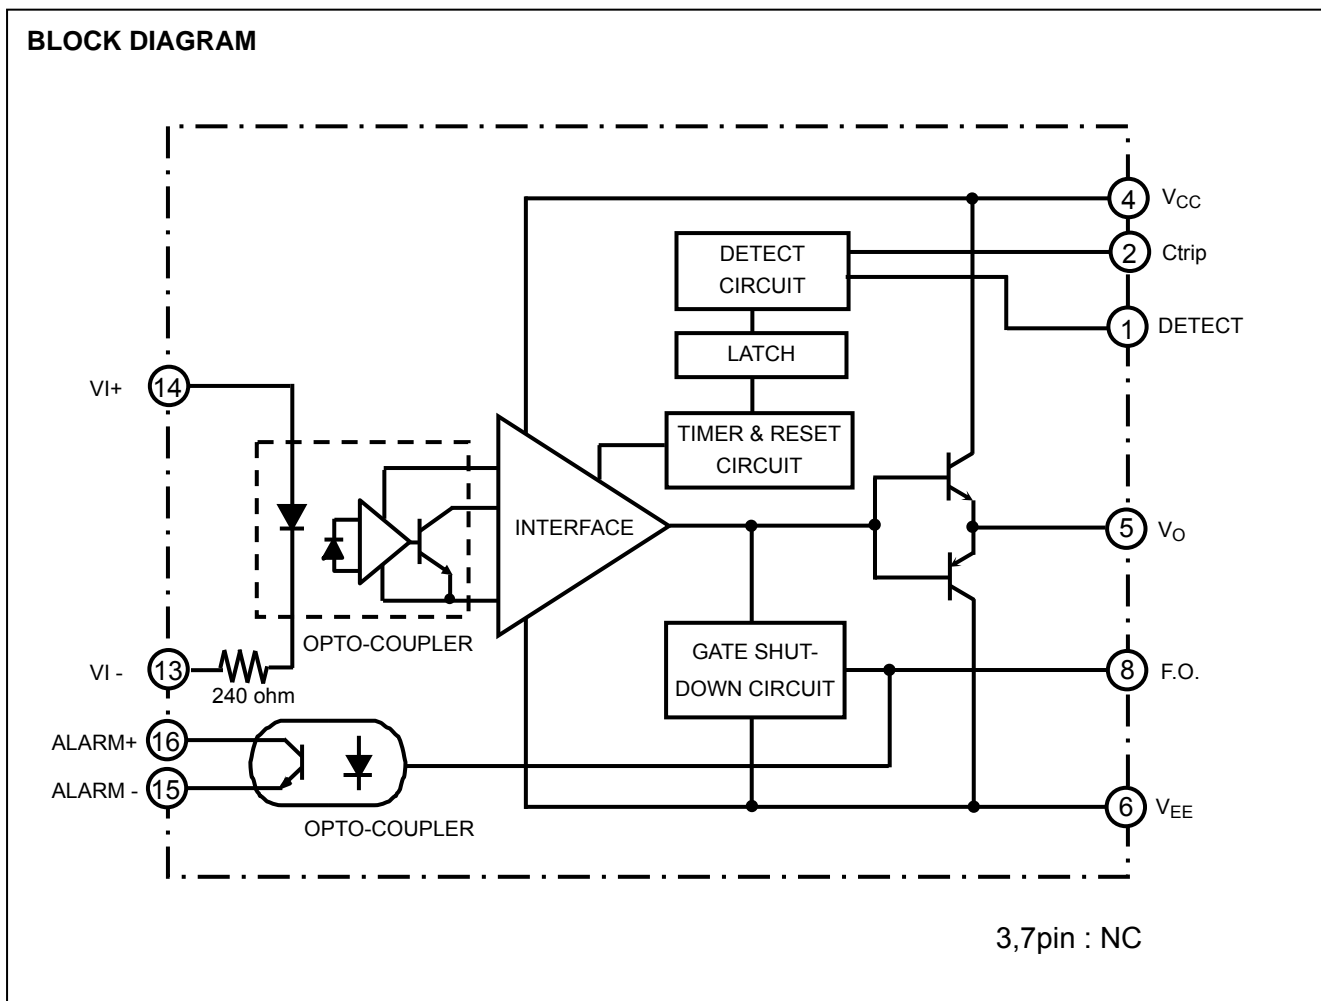 BLOCK DIAGRAM
4 VCC
DETECT
CIRCUIT
2 Ctrip
1 DETECT
LATCH
VI+ 14
TIMER & RESET
CIRCUIT
INTERFACE
5 VO
OPTO-COUPLER
GATE SHUT-
DOWN CIRCUIT
VI - 13
240 ohm
8 F.O.
ALARM+ 16
ALARM - 15
OPTO-COUPLER
6 VEE
3,7pin : NC